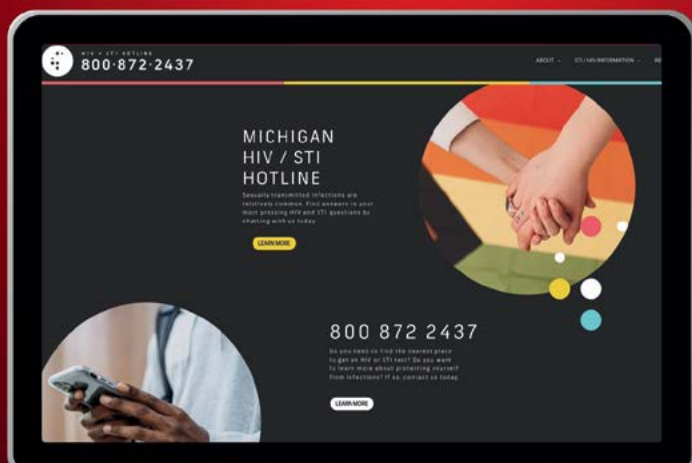 HIV + STI HOTLINE
800·872·2437
ABOUT
STI / HIV INFORMATION
MICHIGAN
HIV / STI
HOTLINE
Sexually transmitted infections are
relatively common. Find answers to your
most pressing HIV and STI questions by
chatting with us today.
LEARN MORE
800 872 2437
Do you need to find the nearest place
to get an HIV or STI test? Do you want
to learn more about protecting yourself
from infections? If so, contact us today.
LEARN MORE